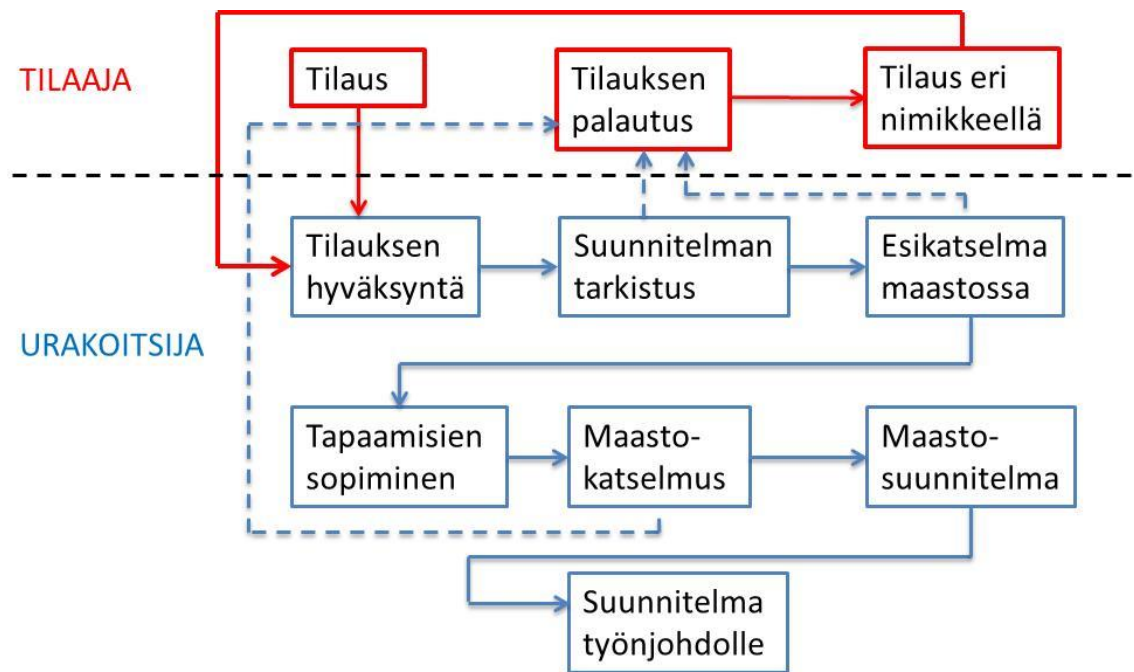 TILAAJA
Tilaus
Tilauksen
palautus
Tilaus eri
nimikkeellä
Tilauksen
hyväksyntä
Suunnitelman
tarkistus
Esikatselma
maastossa
URAKOITSIJA
Tapaamisien
sopiminen
Maasto-
katselmus
Maasto-
suunnitelma
Suunnitelma
työnjohdolle